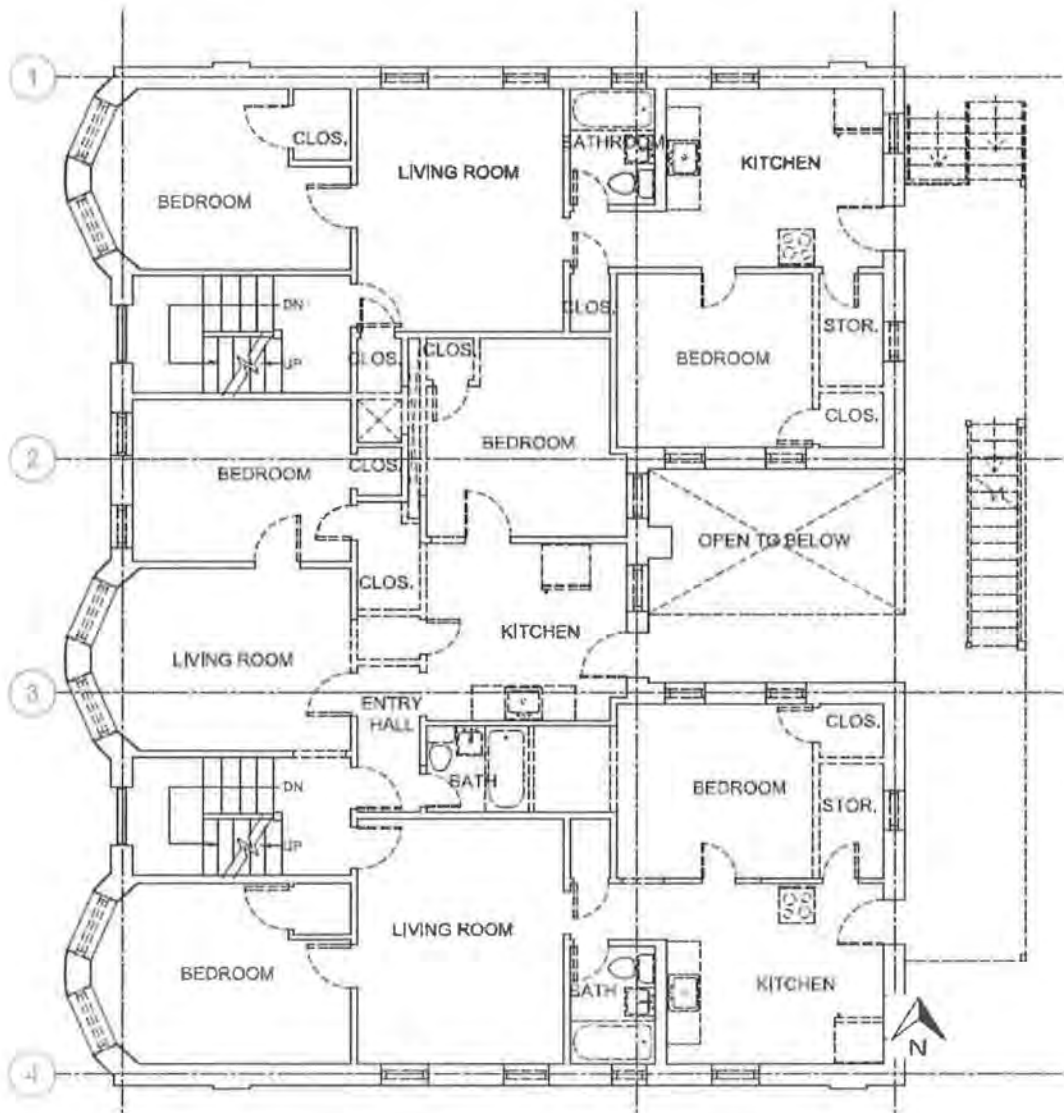 1
CLOS.
BATHROOM
KITCHEN
LIVING ROOM
BEDROOM
DN
CLOS.
STOR.
UP
CLOS.
CLOS.
BEDROOM
CLOS.
BEDROOM
2
BEDROOM
CLOS.
OPEN TO BELOW
CLOS.
KITCHEN
LIVING ROOM
3
ENTRY
HALL
CLOS.
BATH
BEDROOM
DN
STOR.
UP
LIVING ROOM
BEDROOM
BATH
KITCHEN
N
4